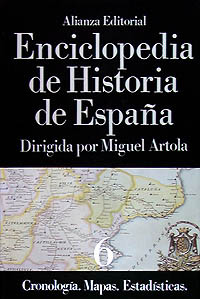 Alianza Editorial
Enciclopedia
de Historia
de España
Dirigida por Miguel Artola
6
Cronología. Mapas. Estadísticas.